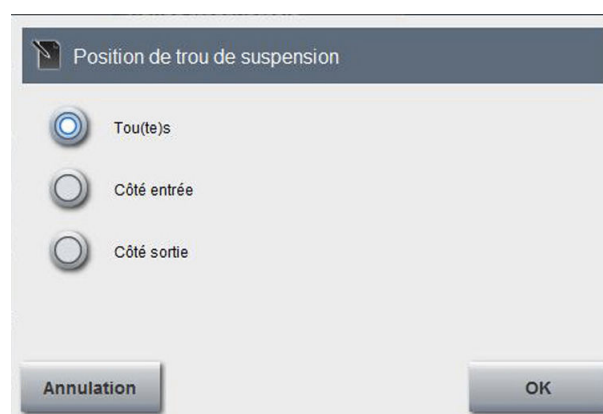 Position de trou de suspension
Tou(te)s
Côté entrée
Côté sortie
Annulation
OK